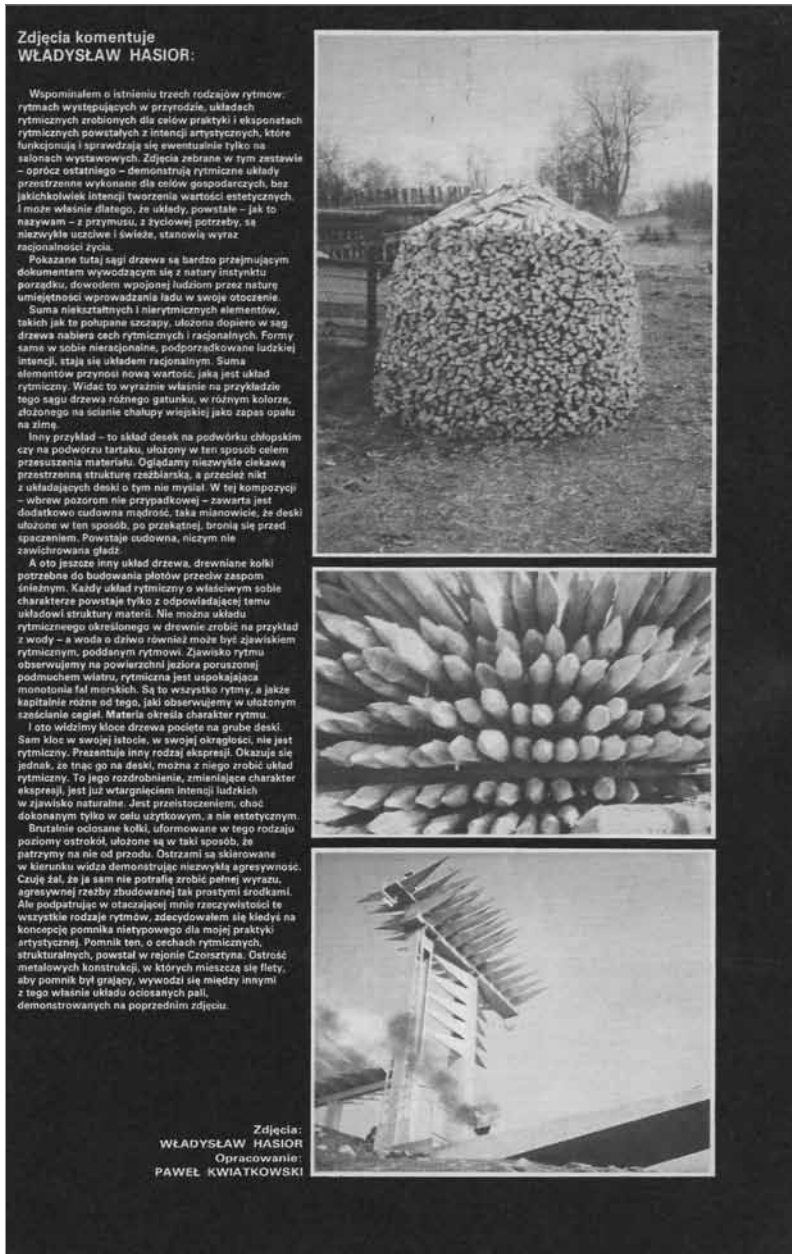 Zdjęcia komentuje
WŁADYSŁAW HASIOR:
Wspominałem o istnieniu trzech rodzajów rytmów:
rytmach występujących w przyrodzie, układach
rytmicznych zrobionych dla celów praktyki i eksponatach
rytmicznych powstałych z intencji artystycznych, które
funkcjonują i sprawdzają się ewentualnie tylko na
salonach wystawowych. Zdjęcia zebrane w tym zestawie
– oprócz ostatniego – demonstrują rytmiczne układy
przestrzenne wykonane dla celów gospodarczych, bez
jakichkolwiek intencji tworzenia wartości estetycznych.
I może właśnie dlatego, że układy, powstałe – jak to
nazywam – z przymusu, z życiowej potrzeby, są
niezwykle uczciwe i świeże, stanowią wyraz
racjonalności życia.
Pokazane tutaj sągi drzewa są bardzo przejmującym
dokumentem wywodzącym się z natury instynktu
porządku, dowodem wpojonej ludziom przez naturę
umiejętności wprowadzania ładu w swoje otoczenie.
Suma niekształtnych i nierytmicznych elementów,
takich jak te połupane szczapy, ułożona dopiero w sąg
drzewa nabiera cech rytmicznych i racjonalnych. Formy
same w sobie nieracjonalne, podporządkowane ludzkiej
intencji, stają się układem racjonalnym. Suma
elementów przynosi nową wartość, jaką jest układ
rytmiczny. Widać to wyraźnie właśnie na przykładzie
tego sągu drzewa różnego gatunku, w różnym kolorze,
złożonego na ścianie chałupy wiejskiej jako zapas opału
na zimę.
Inny przykład – to skład desek na podwórku chłopskim
czy na podwórzu tartaku, ułożony w ten sposób celem
przesuszenia materiału. Oglądamy niezwykle ciekawą
przestrzenną strukturę rzeźbiarską, a przecież nikt
z układających deski o tym nie myślał. W tej kompozycji
– wbrew pozorom nie przypadkowej – zawarta jest
dodatkowo cudowna mądrość, taka mianowicie, że deski
ułożone w ten sposób, po przekątnej, bronią się przed
spaczeniem. Powstaje cudowna, niczym nie
zawichrowana gładź.
A oto jeszcze inny układ drzewa, drewniane kołki
potrzebne do budowania płotów przeciw zaspom
śnieżnym. Każdy układ rytmiczny o właściwym sobie
charakterze powstaje tylko z odpowiadającej temu
układowi struktury materii. Nie można układu
rytmiczneego określonego w drewnie zrobić na przykład
z wody – a woda o dziwo również może być zjawiskiem
rytmicznym, poddanym rytmowi. Zjawisko rytmu
obserwujemy na powierzchni jeziora poruszonej
podmuchem wiatru, rytmiczna jest uspokajająca
monotonia fal morskich. Są to wszystko rytmy, a jakże
kapitalnie różne od tego, jaki obserwujemy w ułożonym
sześcianie cegieł. Materia określa charakter rytmu.
I oto widzimy kloce drzewa pocięte na grube deski.
Sam kloc w swojej istocie, w swojej okrągłości, nie jest
rytmiczny. Prezentuje inny rodzaj ekspresji. Okazuje się
jednak, że tnąc go na deski, można z niego zrobić układ
rytmiczny. To jego rozdrobnienie, zmieniające charakter
ekspresji, jest już wtargnięciem intencji ludzkich
w zjawisko naturalne. Jest przeistoczeniem, choć
dokonanym tylko w celu użytkowym, a nie estetycznym.
Brutalnie ociosane kołki, uformowane w tego rodzaju
poziomy ostrokół, ułożone są w taki sposób, że
patrzymy na nie od przodu. Ostrzami są skierowane
w kierunku widza demonstrując niezwykłą agresywność.
Czuję żal, że ja sam nie potrafię zrobić pełnej wyrazu,
agresywnej rzeźby zbudowanej tak prostymi środkami.
Ale podpatrując w otaczającej mnie rzeczywistości te
wszystkie rodzaje rytmów, zdecydowałem się kiedyś na
koncepcję pomnika nietypowego dla mojej praktyki
artystycznej. Pomnik ten, o cechach rytmicznych,
strukturalnych, powstał w rejonie Czorsztyna. Ostrość
metalowych konstrukcji, w których mieszczą się flety,
aby pomnik był grający, wywodzi się między innymi
z tego właśnie układu ociosanych pali,
demonstrowanych na poprzednim zdjęciu.
Zdjęcia:
WŁADYSŁAW HASIOR
Opracowanie:
PAWEŁ KWIATKOWSKI